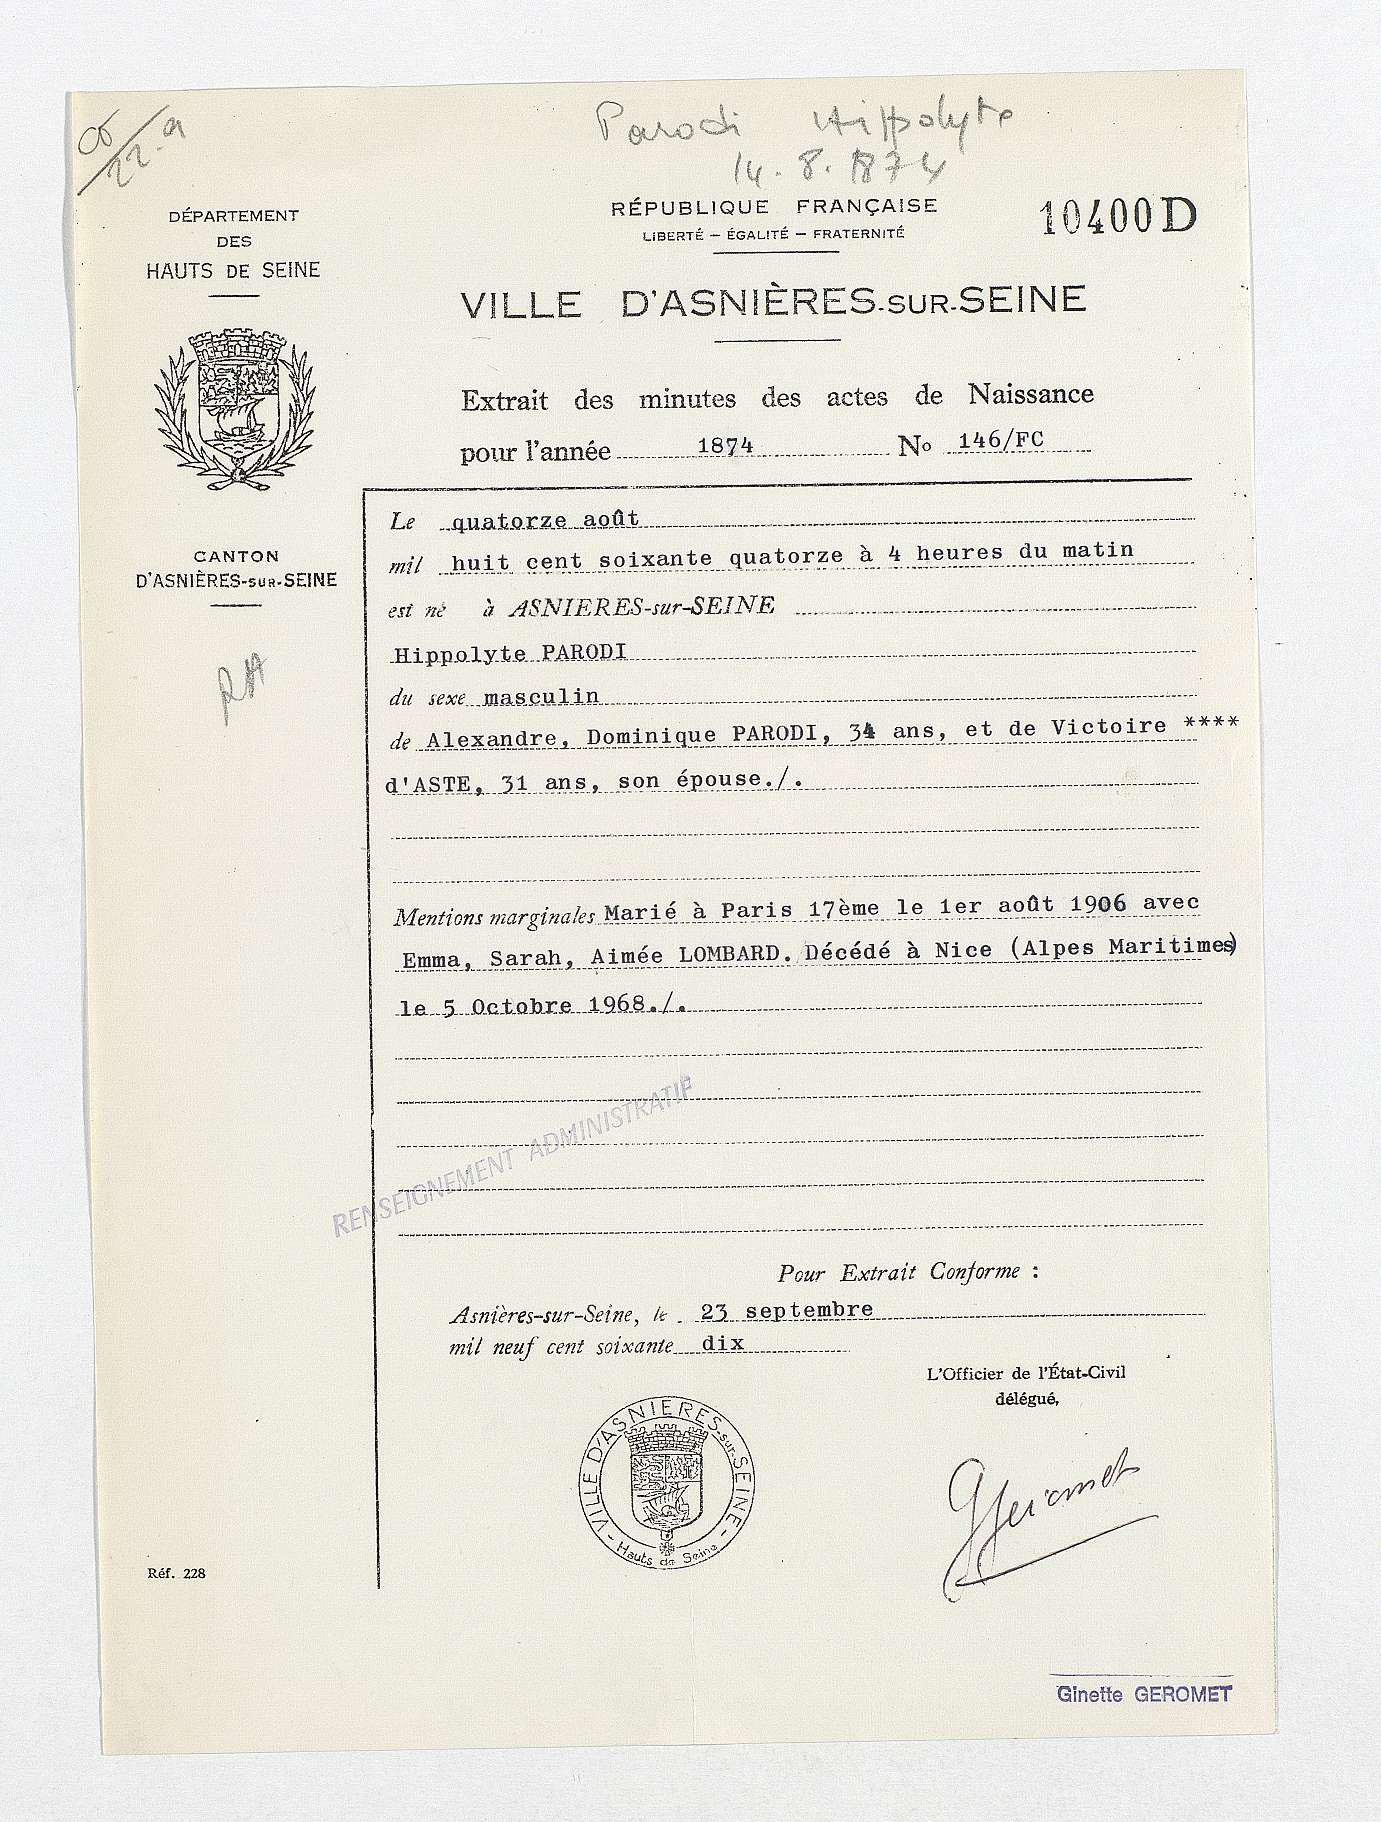 Parodi Hippolyte
14.8.1874
22.a
DÉPARTEMENT
DES
HAUTS DE SEINE
RÉPUBLIQUE FRANÇAISE
LIBERTÉ – ÉGALITÉ – FRATERNITÉ
10400 D
VILLE D'ASNIÈRES-SUR-SEINE
Extrait des minutes des actes de Naissance
pour l'année 1874 No 146/FC
CANTON
D'ASNIÈRES-SUR-SEINE
Le quatorze août
mil huit cent soixante quatorze à 4 heures du matin
est né à ASNIERES-sur-SEINE
Hippolyte PARODI
du sexe masculin
de Alexandre, Dominique PARODI, 34 ans, et de Victoire ****
d'ASTE, 31 ans, son épouse./.
Mentions marginales Marié à Paris 17ème le 1er août 1906 avec
Emma, Sarah, Aimée LOMBARD. Décédé à Nice (Alpes Maritimes)
le 5 Octobre 1968./.
RENSEIGNEMENT ADMINISTRATIF
Pour Extrait Conforme :
Asnières-sur-Seine, le 23 septembre
mil neuf cent soixante dix
L'Officier de l'État-Civil
délégué,
VILLE D'ASNIERES-sur-SEINE
Hauts de Seine
GGeromet
Réf. 228
Ginette GEROMET